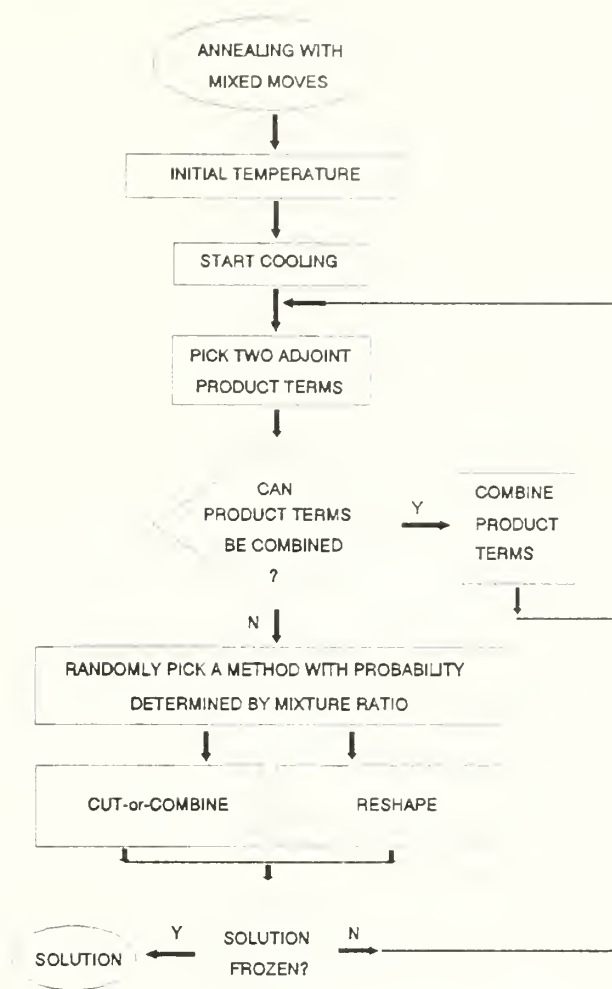 ANNEALING WITH
MIXED MOVES
INITIAL TEMPERATURE
START COOLING
PICK TWO ADJOINT
PRODUCT TERMS
CAN
PRODUCT TERMS
BE COMBINED
?
Y
COMBINE
PRODUCT
TERMS
N
RANDOMLY PICK A METHOD WITH PROBABILITY
DETERMINED BY MIXTURE RATIO
CUT-or-COMBINE
RESHAPE
SOLUTION
Y
SOLUTION
FROZEN?
N